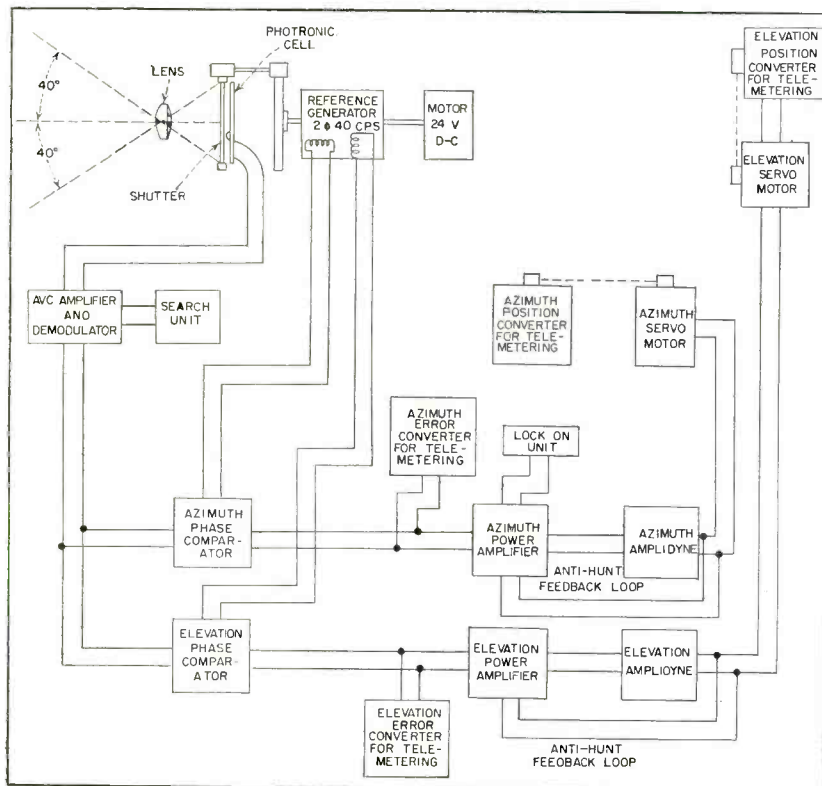 PHOTRONIC
CELL
LENS
40°
40°
SHUTTER
REFERENCE
GENERATOR
2 ɸ 40 CPS
MOTOR
24 V
D-C
ELEVATION
POSITION
CONVERTER
FOR TELE-
METERING
ELEVATION
SERVO
MOTOR
AVC AMPLIFIER
AND
DEMODULATOR
SEARCH
UNIT
AZIMUTH
POSITION
CONVERTER
FOR TELE-
METERING
AZIMUTH
SERVO
MOTOR
AZIMUTH
ERROR
CONVERTER
FOR TELE-
METERING
LOCK ON
UNIT
AZIMUTH
PHASE
COMPAR-
ATOR
AZIMUTH
POWER
AMPLIFIER
AZIMUTH
AMPLIDYNE
ANTI-HUNT
FEEDBACK LOOP
ELEVATION
PHASE
COMPAR-
ATOR
ELEVATION
POWER
AMPLIFIER
ELEVATION
AMPLIDYNE
ELEVATION
ERROR
CONVERTER
FOR TELE-
METERING
ANTI-HUNT
FEEDBACK LOOP